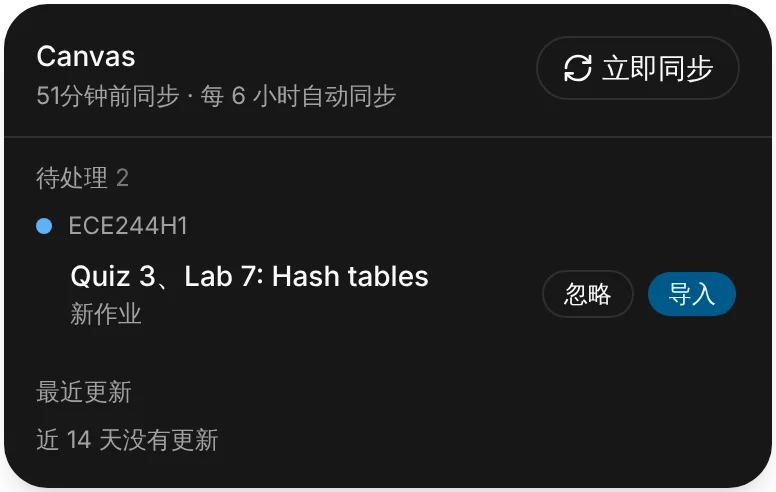 Canvas
51分钟前同步 · 每 6 小时自动同步
立即同步
待处理 2
ECE244H1
Quiz 3、Lab 7: Hash tables
新作业
忽略
导入
最近更新
近 14 天没有更新